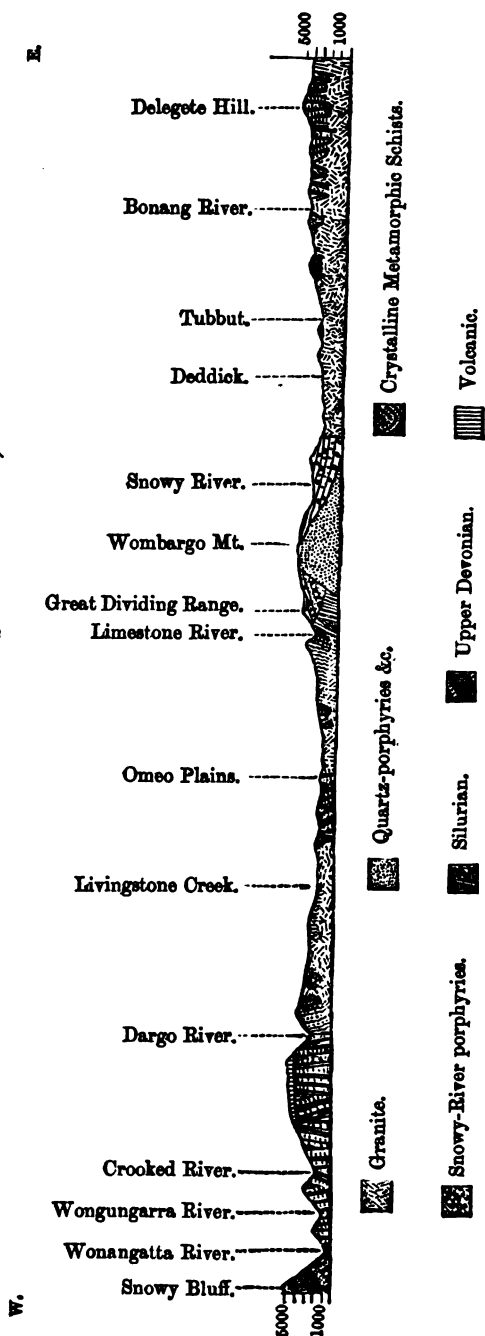 E.
5000
1000
Delegete Hill.
Bonang River.
Tubbut.
Deddick.
Snowy River.
Wombargo Mt.
Great Dividing Range.
Limestone River.
Omeo Plains.
Livingstone Creek.
Dargo River.
Crooked River.
Wongungarra River.
Wonangatta River.
Snowy Bluff.
W.
5000
1000
Granite.
Quartz-porphyries &c.
Crystalline Metamorphic Schists.
Snowy-River porphyries.
Silurian.
Upper Devonian.
Volcanic.